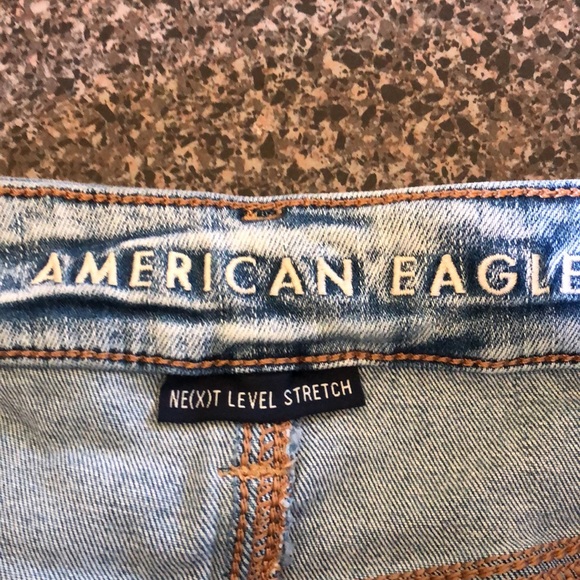 AMERICAN EAGLE
NE(X)T LEVEL STRETCH